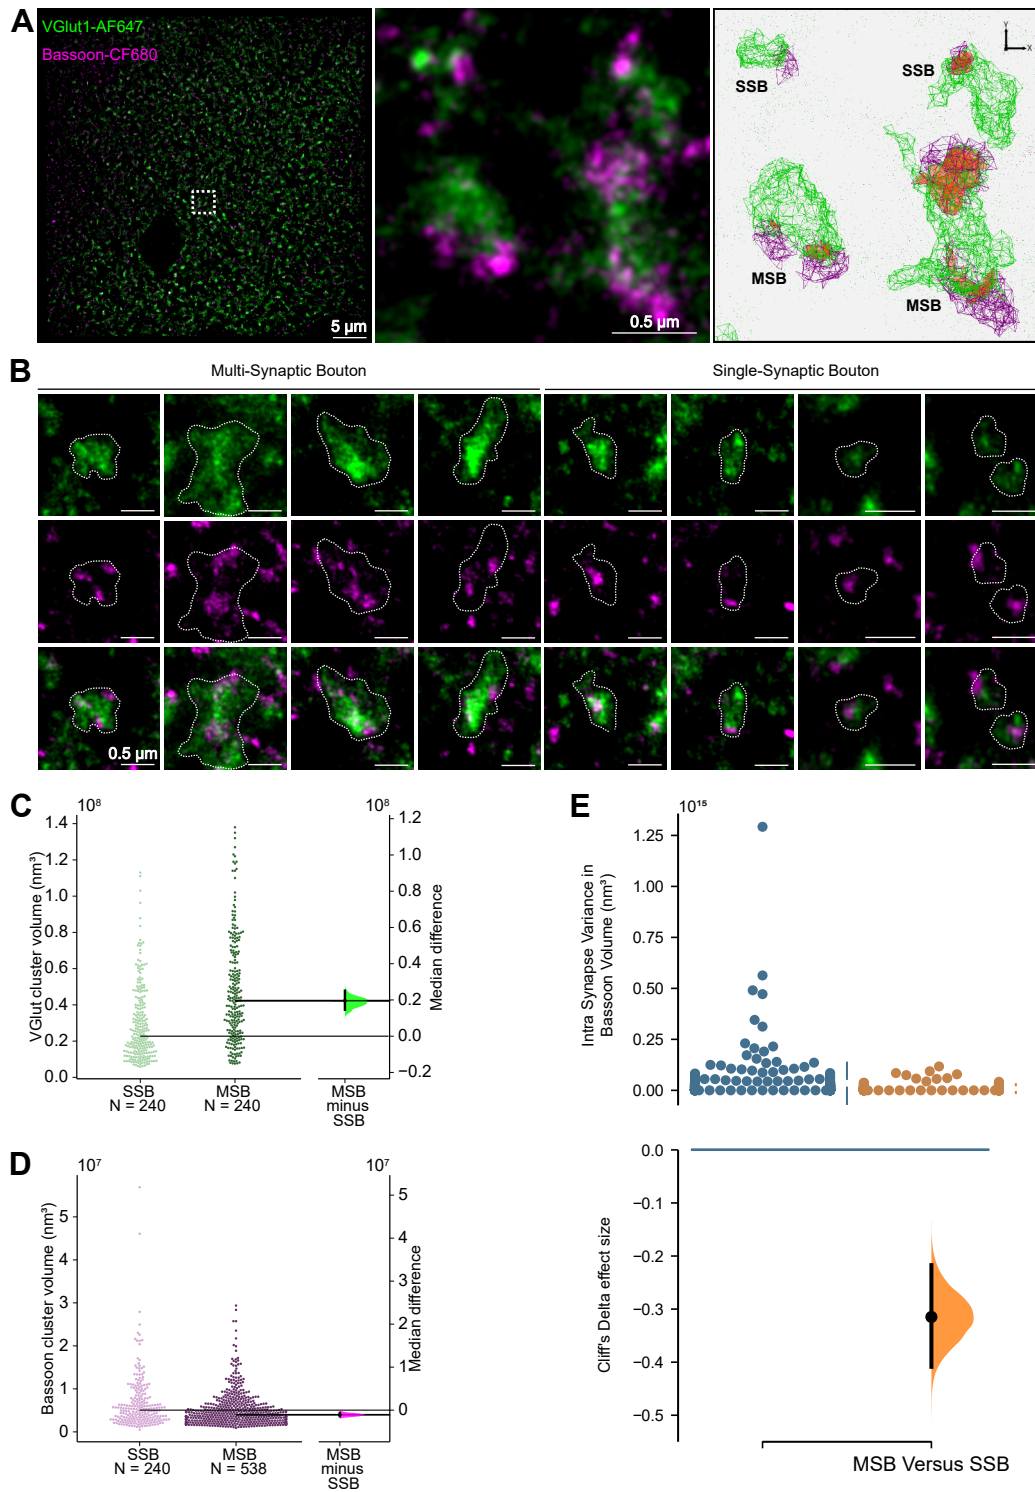 A
VGlut1-AF647
Bassoon-CF680
5 µm
0.5 µm
SSB
SSB
MSB
MSB
Y
X
B
Multi-Synaptic Bouton
Single-Synaptic Bouton
0.5 µm
C
10⁸
10⁸
VGlut cluster volume (nm³)
1.4
1.2
1.0
0.8
0.6
0.4
0.2
0.0
1.2
1.0
0.8
0.6
0.4
0.2
0.0
−0.2
Median difference
SSB
N = 240
MSB
N = 240
MSB
minus
SSB
D
10⁷
10⁷
Bassoon cluster volume (nm³)
5
4
3
2
1
0
5
4
3
2
1
0
Median difference
SSB
N = 240
MSB
N = 538
MSB
minus
SSB
E
10¹⁵
Intra Synapse Variance in
Bassoon Volume (nm³)
1.25
1.00
0.75
0.50
0.25
0.00
Cliff's Delta effect size
0.0
−0.1
−0.2
−0.3
−0.4
−0.5
MSB Versus SSB